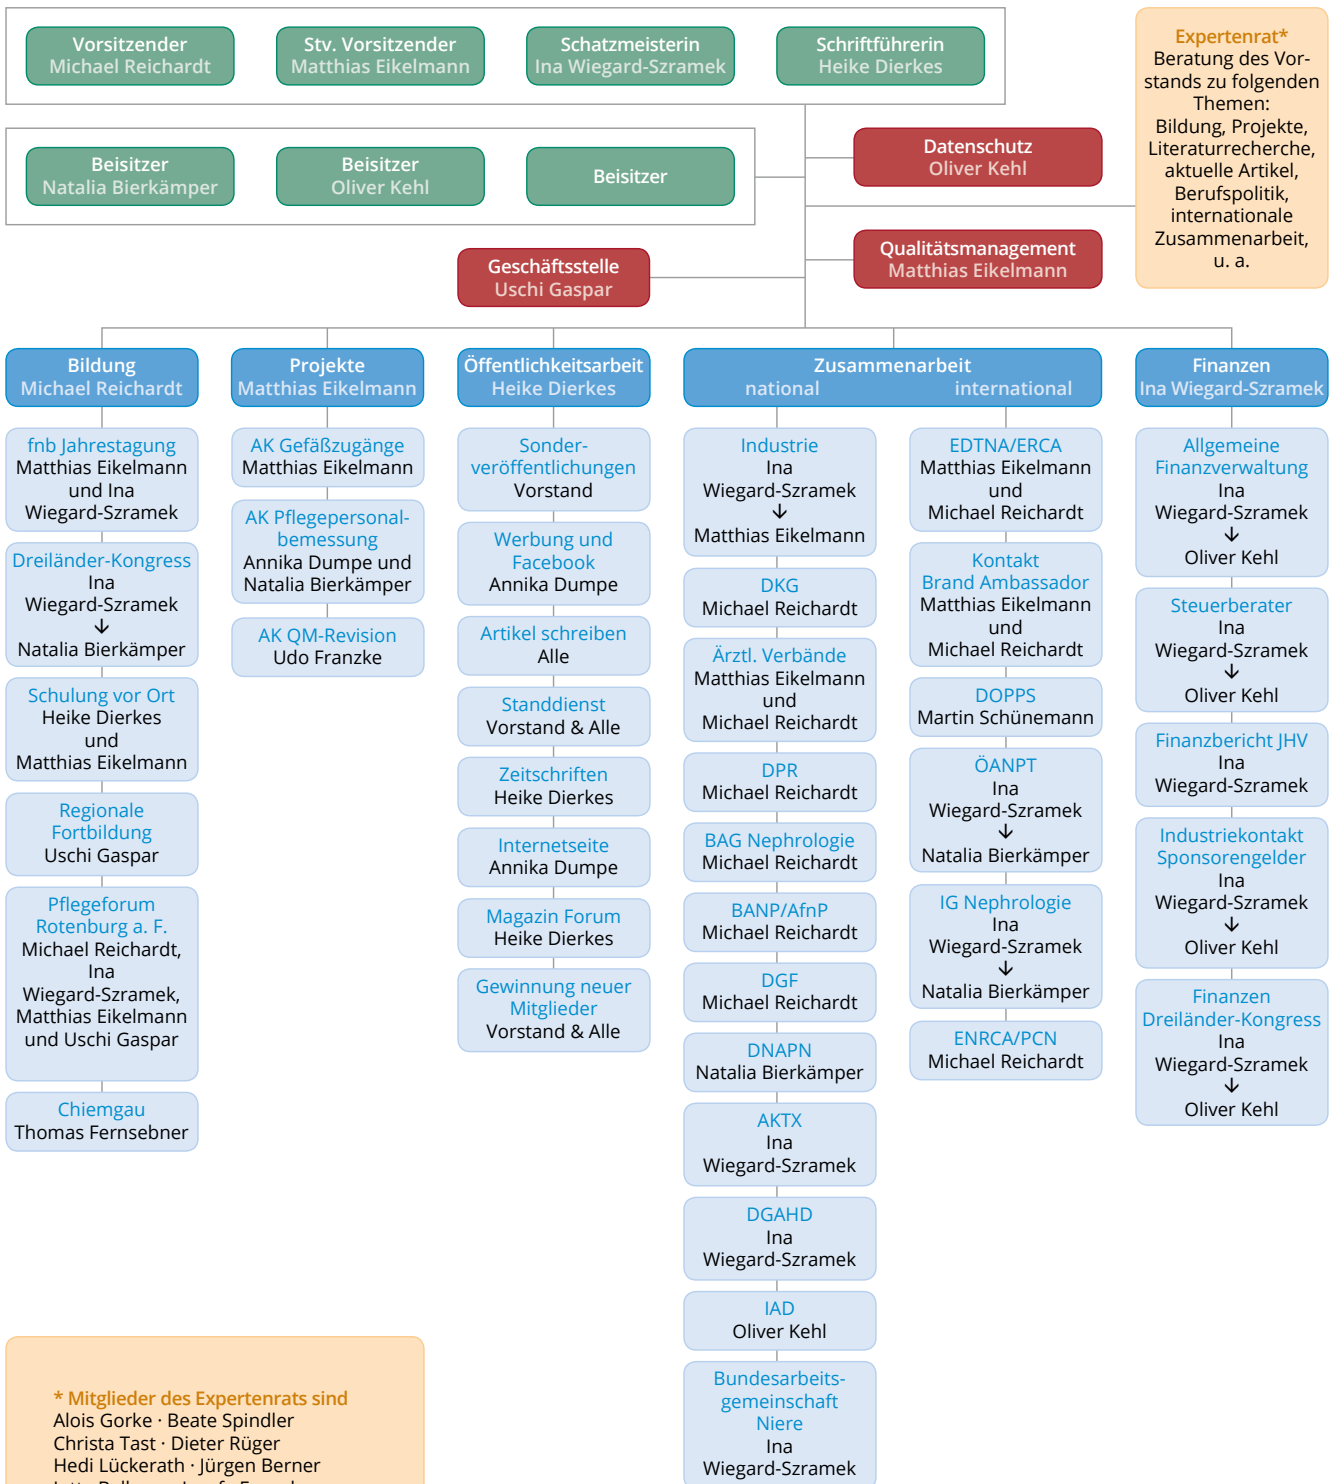 Vorsitzender
Michael Reichardt
Stv. Vorsitzender
Matthias Eikelmann
Schatzmeisterin
Ina Wiegard-Szramek
Schriftführerin
Heike Dierkes
Expertenrat*
Beratung des Vor-
stands zu folgenden
Themen:
Bildung, Projekte,
Literaturrecherche,
aktuelle Artikel,
Berufspolitik,
internationale
Zusammenarbeit,
u. a.
Beisitzer
Natalia Bierkämper
Beisitzer
Oliver Kehl
Beisitzer
Datenschutz
Oliver Kehl
Qualitätsmanagement
Matthias Eikelmann
Geschäftsstelle
Uschi Gaspar
Bildung
Michael Reichardt
fnb Jahrestagung
Matthias Eikelmann
und Ina
Wiegard-Szramek
Dreiländer-Kongress
Ina
Wiegard-Szramek
↓
Natalia Bierkämper
Schulung vor Ort
Heike Dierkes
und
Matthias Eikelmann
Regionale
Fortbildung
Uschi Gaspar
Pflegeforum
Rotenburg a. F.
Michael Reichardt,
Ina
Wiegard-Szramek,
Matthias Eikelmann
und Uschi Gaspar
Chiemgau
Thomas Fernsebner
Projekte
Matthias Eikelmann
AK Gefäßzugänge
Matthias Eikelmann
AK Pflegepersonal-
bemessung
Annika Dumpe und
Natalia Bierkämper
AK QM-Revision
Udo Franzke
Öffentlichkeitsarbeit
Heike Dierkes
Sonder-
veröffentlichungen
Vorstand
Werbung und
Facebook
Annika Dumpe
Artikel schreiben
Alle
Standdienst
Vorstand & Alle
Zeitschriften
Heike Dierkes
Internetseite
Annika Dumpe
Magazin Forum
Heike Dierkes
Gewinnung neuer
Mitglieder
Vorstand & Alle
Zusammenarbeit
national international
Industrie
Ina
Wiegard-Szramek
↓
Matthias Eikelmann
DKG
Michael Reichardt
Ärztl. Verbände
Matthias Eikelmann
und
Michael Reichardt
DPR
Michael Reichardt
BAG Nephrologie
Michael Reichardt
BANP/AfnP
Michael Reichardt
DGF
Michael Reichardt
DNAPN
Natalia Bierkämper
AKTX
Ina
Wiegard-Szramek
DGAHD
Ina
Wiegard-Szramek
IAD
Oliver Kehl
Bundesarbeits-
gemeinschaft
Niere
Ina
Wiegard-Szramek
EDTNA/ERCA
Matthias Eikelmann
und
Michael Reichardt
Kontakt
Brand Ambassador
Matthias Eikelmann
und
Michael Reichardt
DOPPS
Martin Schünemann
ÖANPT
Ina
Wiegard-Szramek
↓
Natalia Bierkämper
IG Nephrologie
Ina
Wiegard-Szramek
↓
Natalia Bierkämper
ENRCA/PCN
Michael Reichardt
Finanzen
Ina Wiegard-Szramek
Allgemeine
Finanzverwaltung
Ina
Wiegard-Szramek
↓
Oliver Kehl
Steuerberater
Ina
Wiegard-Szramek
↓
Oliver Kehl
Finanzbericht JHV
Ina
Wiegard-Szramek
Industriekontakt
Sponsorengelder
Ina
Wiegard-Szramek
↓
Oliver Kehl
Finanzen
Dreiländer-Kongress
Ina
Wiegard-Szramek
↓
Oliver Kehl
* Mitglieder des Expertenrats sind
Alois Gorke · Beate Spindler
Christa Tast · Dieter Rüger
Hedi Lückerath · Jürgen Berner